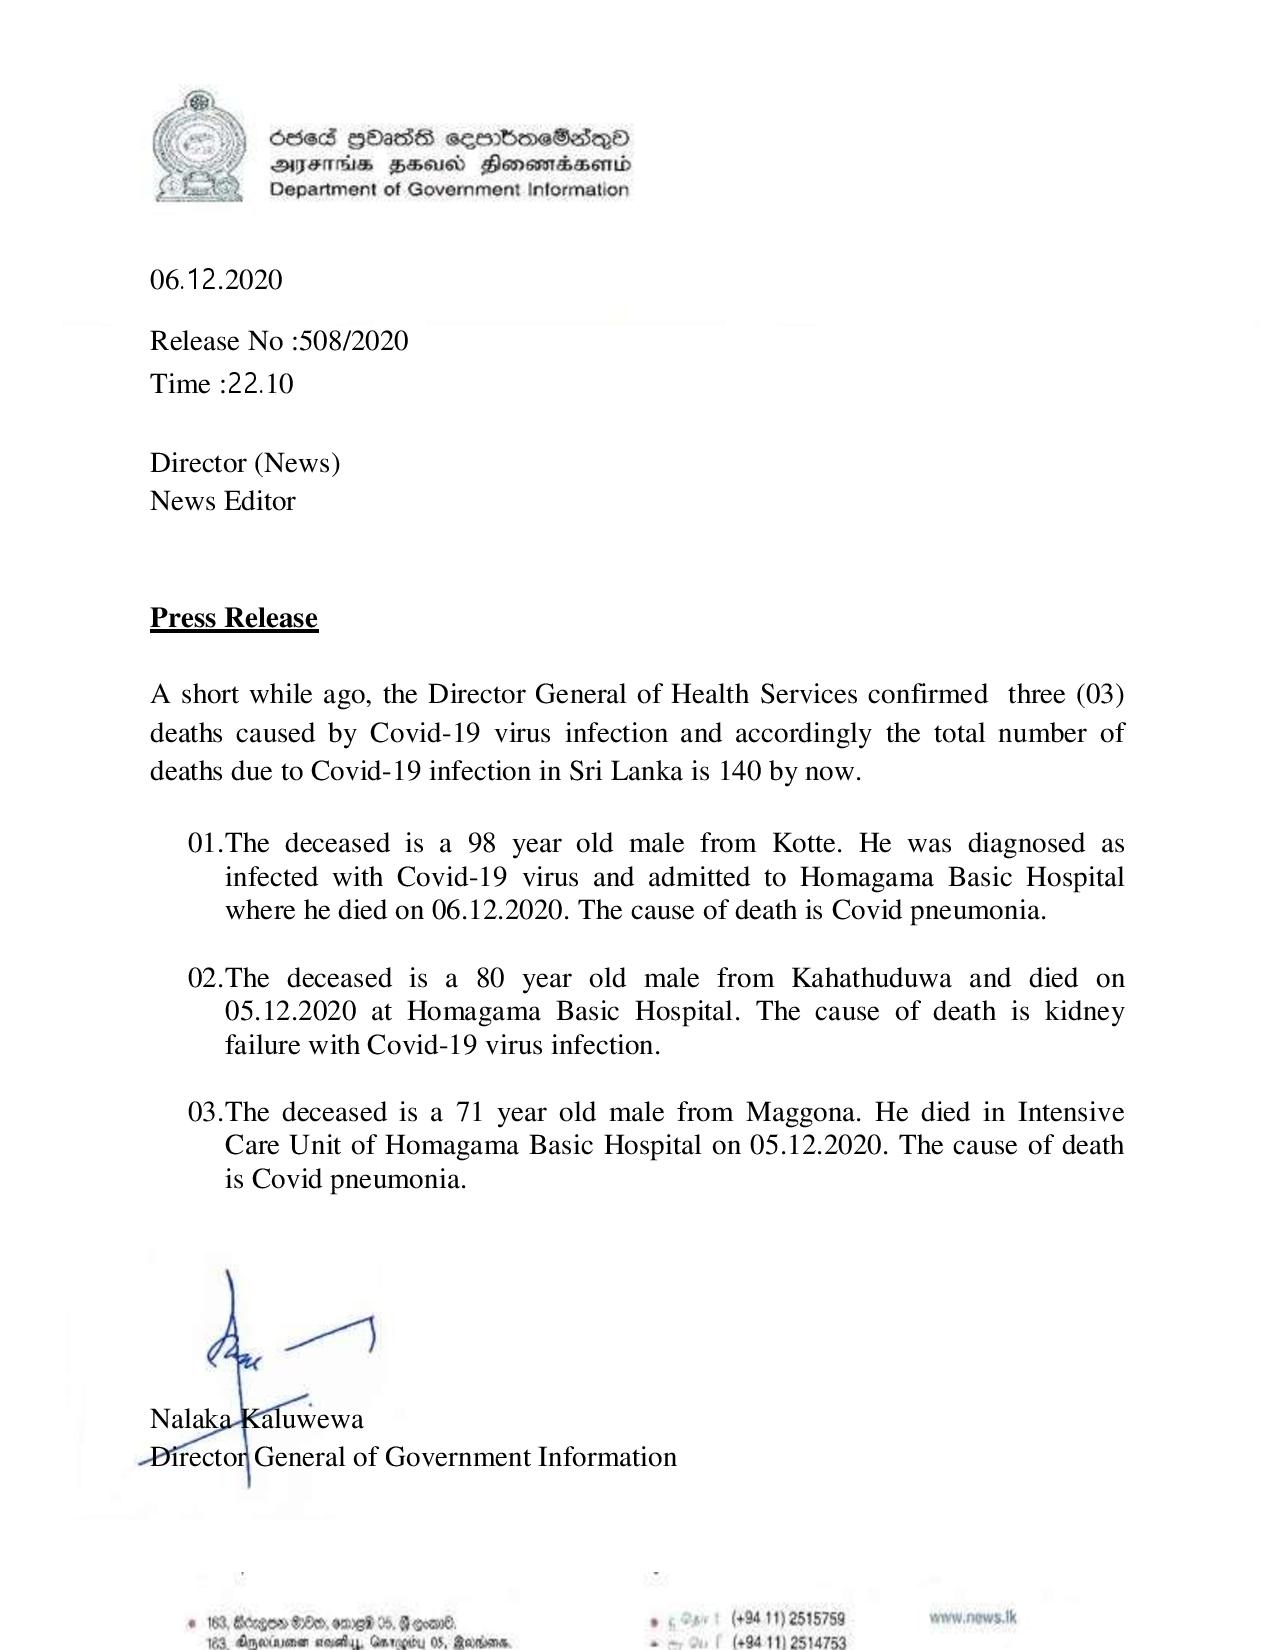 රජයේ ප්‍රවෘත්ති දෙපාර්තමේන්තුව
அரசாங்க தகவல் திணைக்களம்
Department of Government Information
06.12.2020
Release No :508/2020
Time :22.10
Director (News)
News Editor
Press Release
A short while ago, the Director General of Health Services confirmed three (03)
deaths caused by Covid-19 virus infection and accordingly the total number of
deaths due to Covid-19 infection in Sri Lanka is 140 by now.
01.The deceased is a 98 year old male from Kotte. He was diagnosed as
infected with Covid-19 virus and admitted to Homagama Basic Hospital
where he died on 06.12.2020. The cause of death is Covid pneumonia.
02.The deceased is a 80 year old male from Kahathuduwa and died on
05.12.2020 at Homagama Basic Hospital. The cause of death is kidney
failure with Covid-19 virus infection.
03.The deceased is a 71 year old male from Maggona. He died in Intensive
Care Unit of Homagama Basic Hospital on 05.12.2020. The cause of death
is Covid pneumonia.
Nalaka Kaluwewa
Director General of Government Information
163, කිරුළපන මාවත, කොළඹ 05, ශ්‍රී ලංකාව.
(+94 11) 2515759
www.news.lk
163, கிருலப்பனை எவனியூ, கொழும்பு 05, இலங்கை.
(+94 11) 2514753